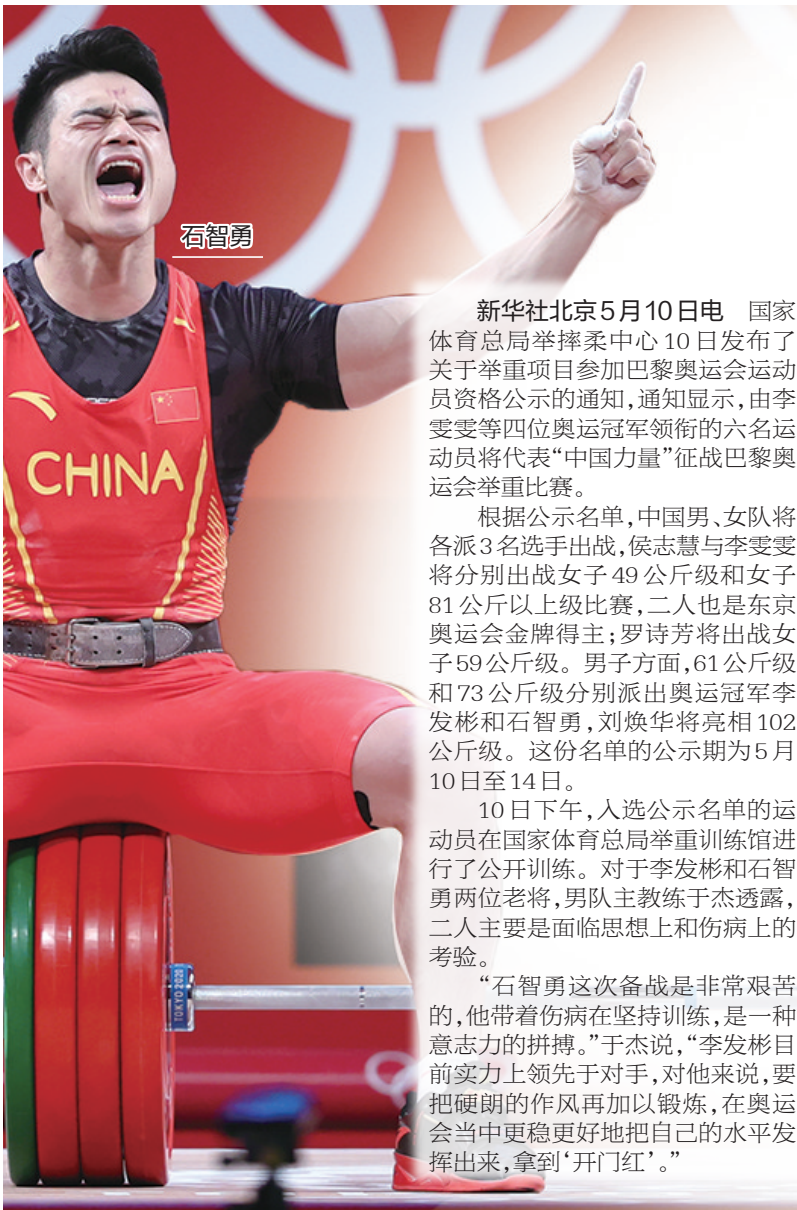 石智勇
CHINA
新华社北京5月10日电　国家
体育总局举摔柔中心10日发布了
关于举重项目参加巴黎奥运会运动
员资格公示的通知，通知显示，由李
雯雯等四位奥运冠军领衔的六名运
动员将代表“中国力量”征战巴黎奥
运会举重比赛。
根据公示名单，中国男、女队将
各派3名选手出战，侯志慧与李雯雯
将分别出战女子49公斤级和女子
81公斤以上级比赛，二人也是东京
奥运会金牌得主；罗诗芳将出战女
子59公斤级。男子方面，61公斤级
和73公斤级分别派出奥运冠军李
发彬和石智勇，刘焕华将亮相102
公斤级。这份名单的公示期为5月
10日至14日。
10日下午，入选公示名单的运
动员在国家体育总局举重训练馆进
行了公开训练。对于李发彬和石智
勇两位老将，男队主教练于杰透露，
二人主要是面临思想上和伤病上的
考验。
“石智勇这次备战是非常艰苦
的，他带着伤病在坚持训练，是一种
意志力的拼搏。”于杰说，“李发彬目
前实力上领先于对手，对他来说，要
把硬朗的作风再加以锻炼，在奥运
会当中更稳更好地把自己的水平发
挥出来，拿到‘开门红’。”
TOKYO 2020